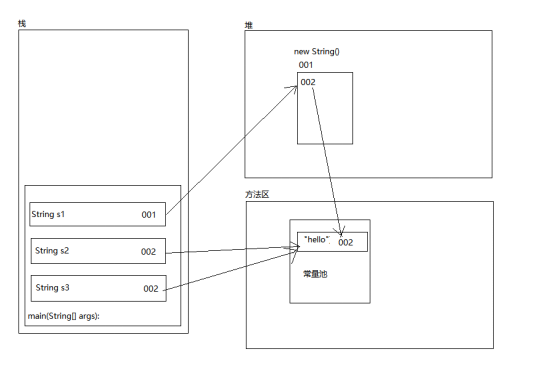 栈
String s1 001
String s2 002
String s3 002
main(String[] args):
堆
new String()
001
002
方法区
"hello". 002
常量池